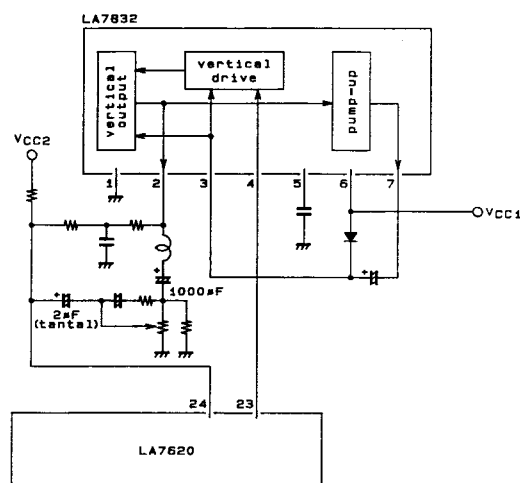 LA7832
vertical output
vertical drive
pump-up
VCC2
1 2 3 4 5 6 7
VCC1
+
+
1000µF
+
2µF
(tantal)
24 23
LA7620